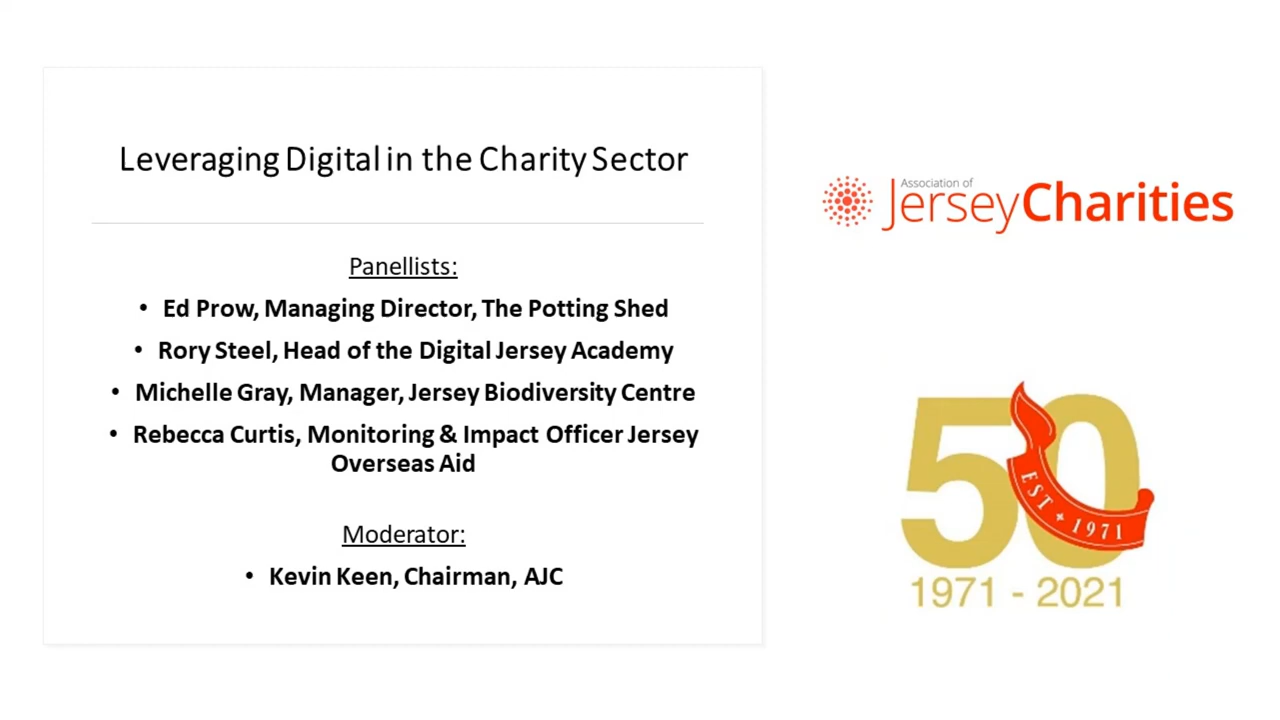 Leveraging Digital in the Charity Sector
Panellists:
• Ed Prow, Managing Director, The Potting Shed
• Rory Steel, Head of the Digital Jersey Academy
• Michelle Gray, Manager, Jersey Biodiversity Centre
• Rebecca Curtis, Monitoring & Impact Officer Jersey
Overseas Aid
Moderator:
• Kevin Keen, Chairman, AJC
Association of
JerseyCharities
50
EST + 1971
1971 - 2021